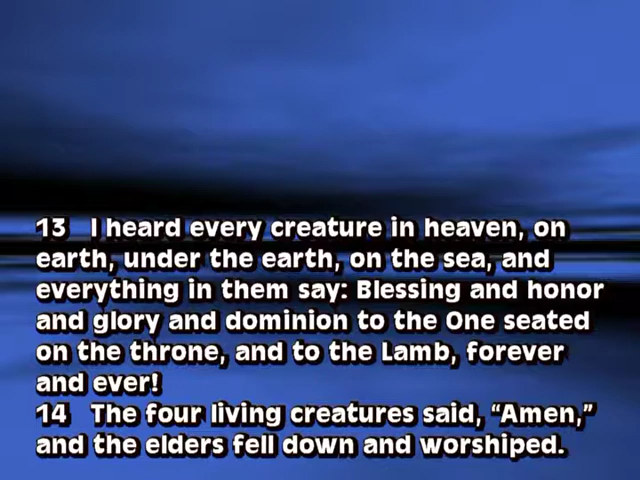 13 I heard every creature in heaven, on
earth, under the earth, on the sea, and
everything in them say: Blessing and honor
and glory and dominion to the One seated
on the throne, and to the Lamb, forever
and ever!
14 The four living creatures said, “Amen,”
and the elders fell down and worshiped.